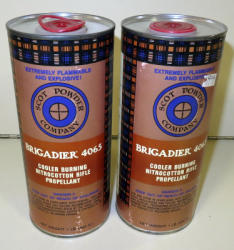 EXTREMELY FLAMMABLE
AND EXPLOSIVE!
SCOT POWDER
COMPANY
BRIGADIER 4065
COOLER BURNING
NITROCOTTON RIFLE
PROPELLANT
EXTREMELY FLAMMABLE
AND EXPLOSIVE!
SCOT POWDER
COMPANY
BRIGADIER
COOLER BURNING
NITROCOTTON RIFLE
PROPELLANT